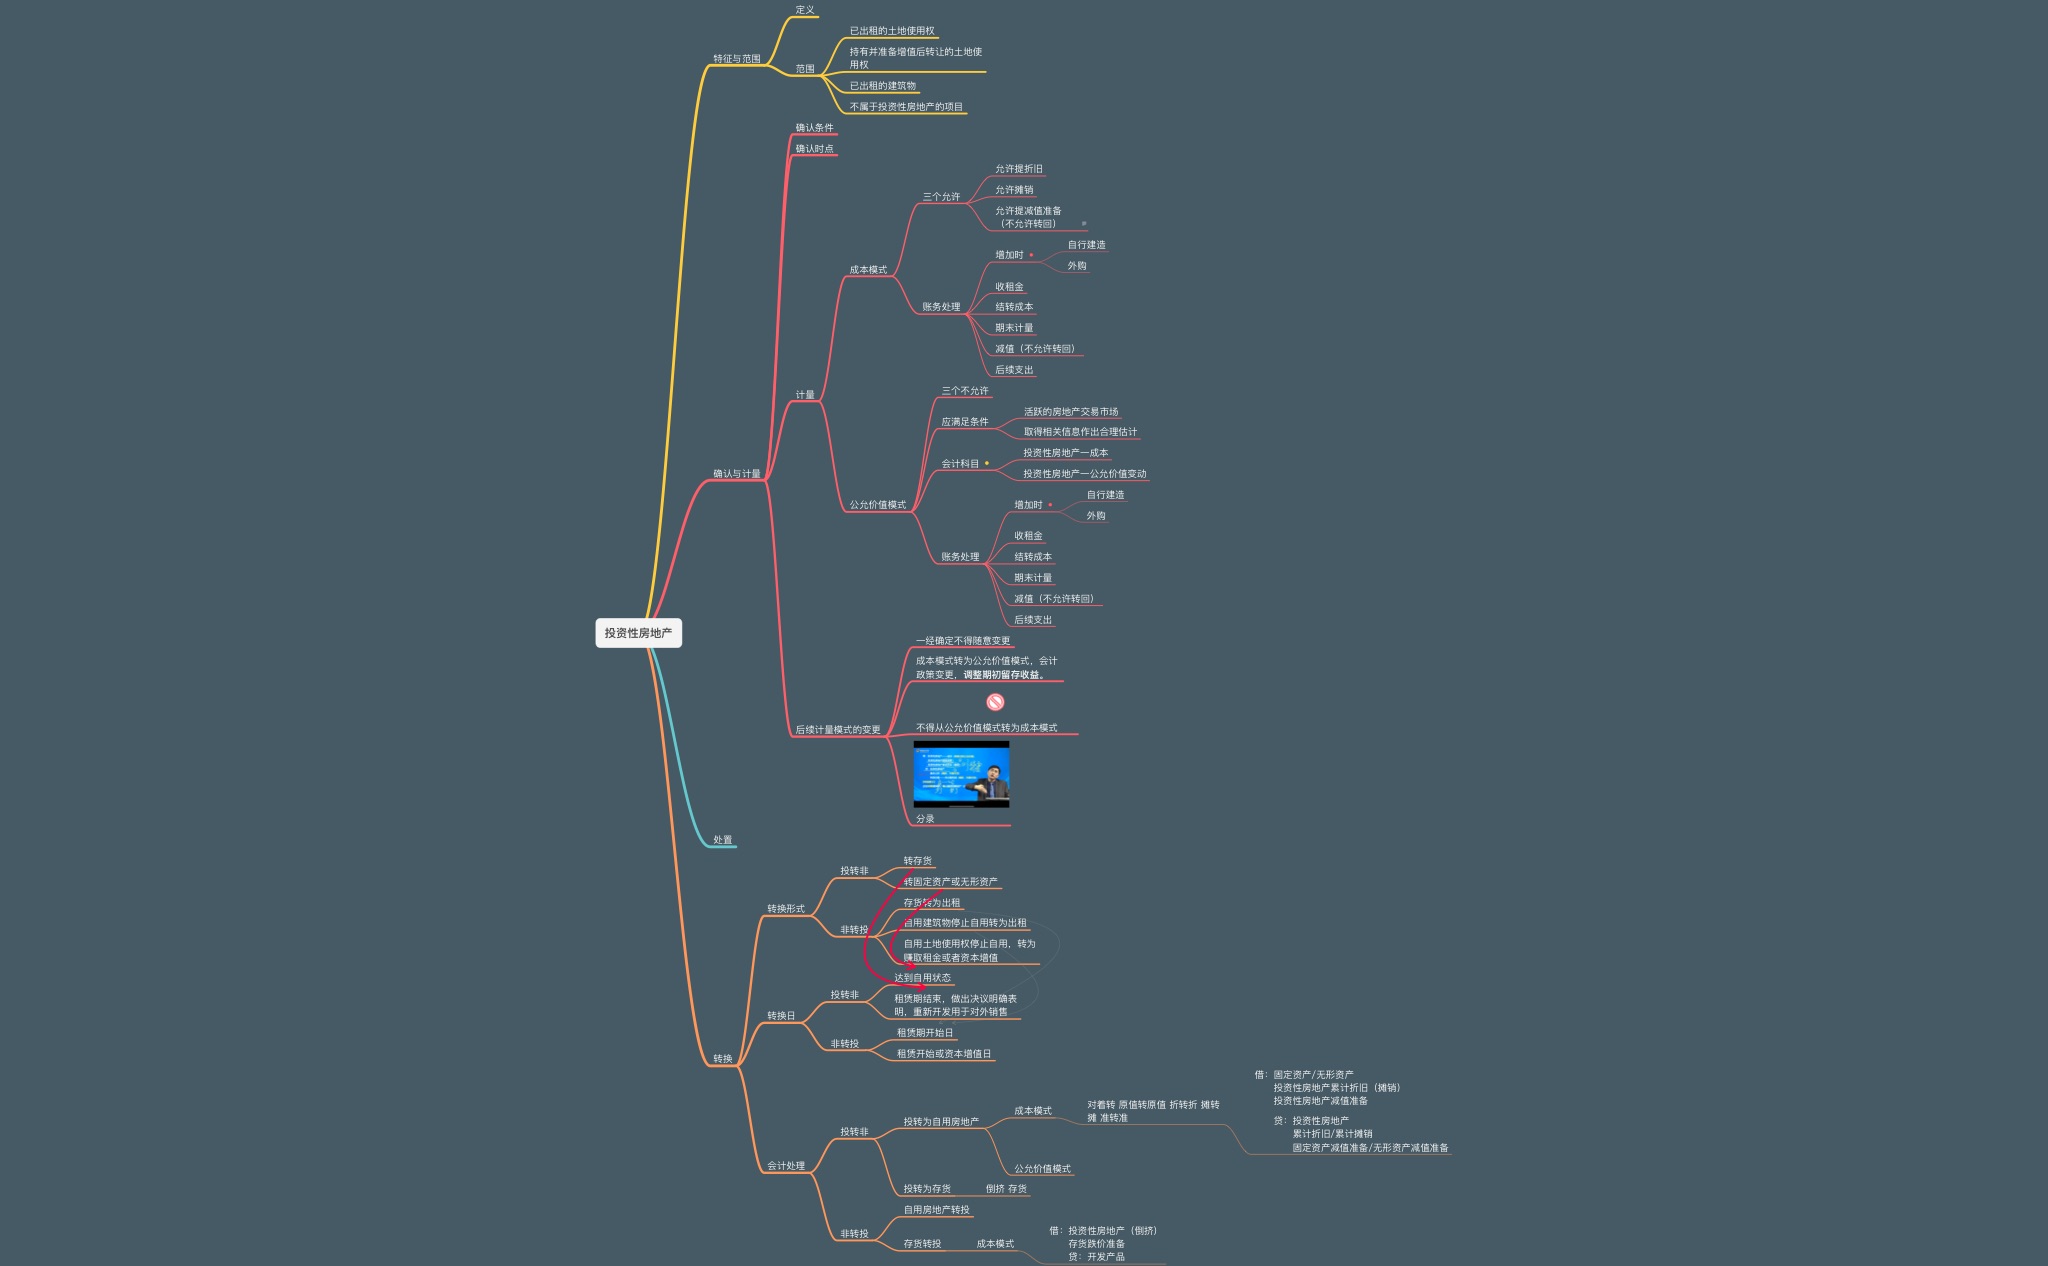 定义
已出租的土地使用权
持有并准备增值后转让的土地使
用权
特征与范围
范围
已出租的建筑物
不属于投资性房地产的项目
确认条件
确认时点
允许提折旧
三个允许
允许摊销
允许提减值准备
（不允许转回）
成本模式
增加时
自行建造
外购
收租金
账务处理
结转成本
期末计量
减值（不允许转回）
后续支出
计量
三个不允许
应满足条件
活跃的房地产交易市场
取得相关信息作出合理估计
会计科目
投资性房地产—成本
投资性房地产—公允价值变动
确认与计量
公允价值模式
增加时
自行建造
外购
收租金
账务处理
结转成本
期末计量
减值（不允许转回）
后续支出
投资性房地产
一经确定不得随意变更
成本模式转为公允价值模式，会计
政策变更，调整期初留存收益。
后续计量模式的变更
不得从公允价值模式转为成本模式
分录
处置
投转非
转存货
转固定资产或无形资产
转换形式
存货转为出租
非转投
自用建筑物停止自用转为出租
自用土地使用权停止自用，转为
赚取租金或者资本增值
达到自用状态
投转非
租赁期结束，做出决议明确表
明，重新开发用于对外销售
转换日
非转投
租赁期开始日
租赁开始或资本增值日
转换
投转非
投转为自用房地产
成本模式
对着转 原值转原值 折转折 摊转
摊 准转准
借：固定资产/无形资产
投资性房地产累计折旧（摊销）
投资性房地产减值准备
贷：投资性房地产
累计折旧/累计摊销
固定资产减值准备/无形资产减值准备
公允价值模式
会计处理
投转为存货
倒挤 存货
自用房地产转投
非转投
存货转投
成本模式
借：投资性房地产（倒挤）
存货跌价准备
贷：开发产品